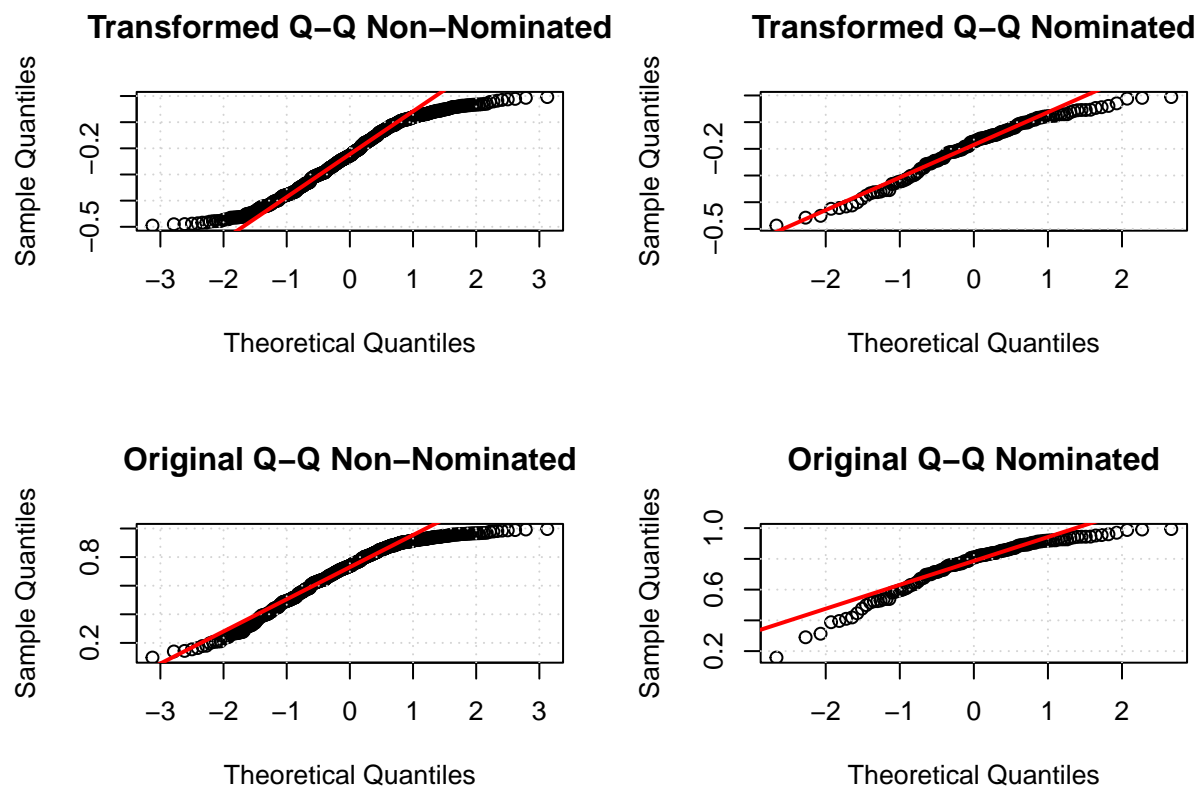 Transformed Q−Q Non−Nominated
Sample Quantiles
−0.5 −0.2
−3 −2 −1 0 1 2 3
Theoretical Quantiles
Transformed Q−Q Nominated
Sample Quantiles
−0.5 −0.2
−2 −1 0 1 2
Theoretical Quantiles
Original Q−Q Non−Nominated
Sample Quantiles
0.2 0.8
−3 −2 −1 0 1 2 3
Theoretical Quantiles
Original Q−Q Nominated
Sample Quantiles
0.2 0.6 1.0
−2 −1 0 1 2
Theoretical Quantiles